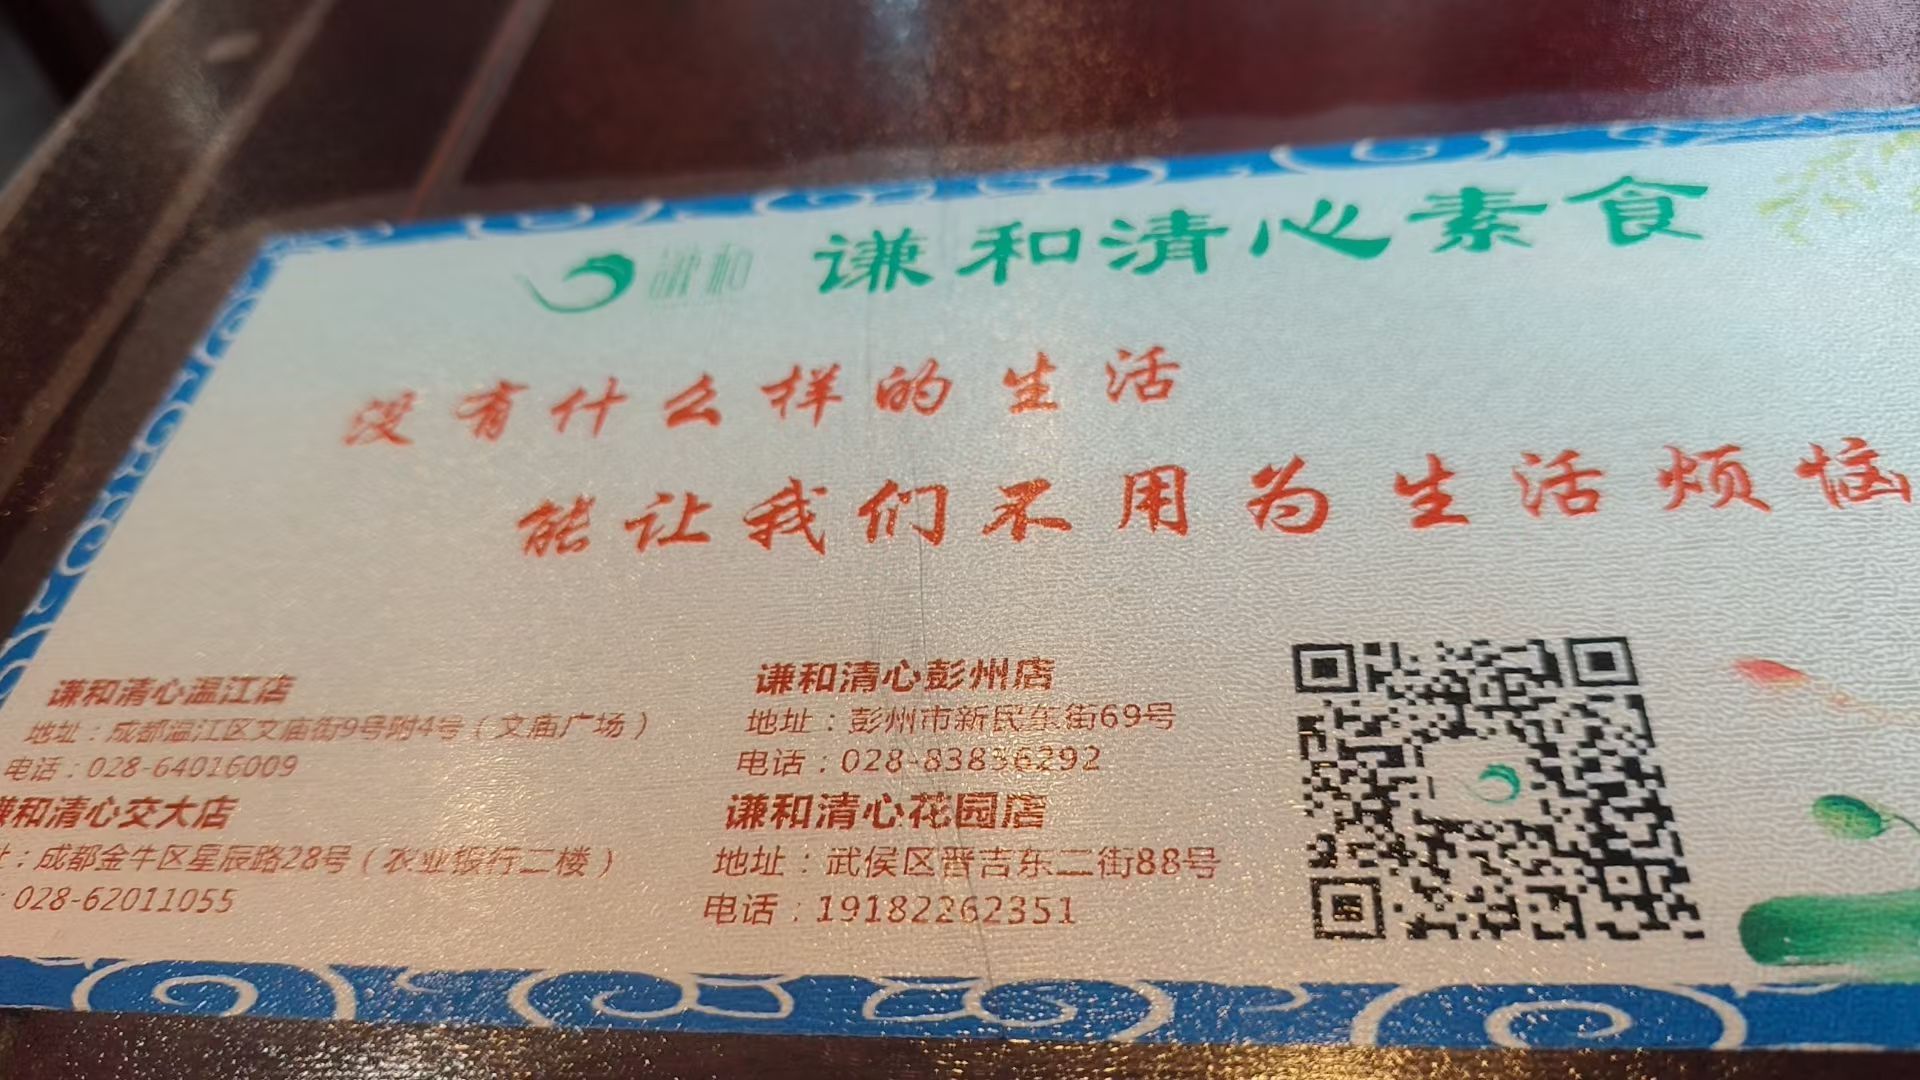 谦和 谦和清心素食
没有什么样的生活
能让我们不用为生活烦恼
谦和清心温江店
地址：成都温江区文庙街9号附4号（文庙广场）
电话：028-64016009
谦和清心交大店
址：成都金牛区星辰路28号（农业银行二楼）
：028-62011055
谦和清心彭州店
地址：彭州市新民东街69号
电话：028-83836292
谦和清心花园店
地址：武侯区晋吉东二街88号
电话：19182262351